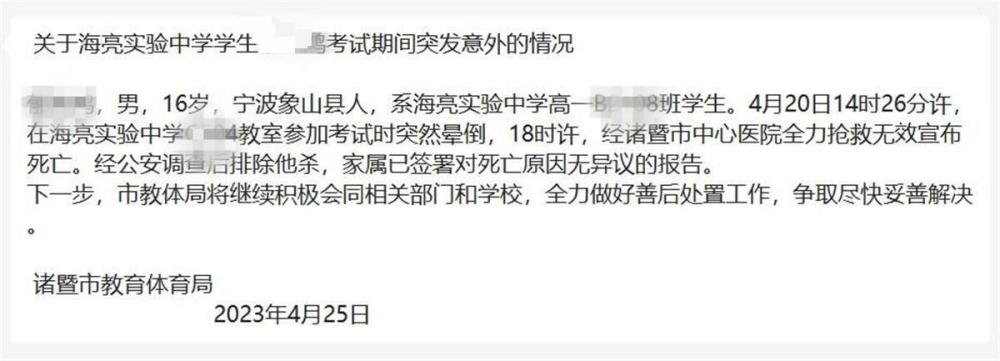 关于海亮实验中学学生鹏考试期间突发意外的情况
，男，16岁，宁波象山县人，系海亮实验中学高一08班学生。4月20日14时26分许，
在海亮实验中学4教室参加考试时突然晕倒，18时许，经诸暨市中心医院全力抢救无效宣布
死亡。经公安调查后排除他杀，家属已签署对死亡原因无异议的报告。
下一步，市教体局将继续积极会同相关部门和学校，全力做好善后处置工作，争取尽快妥善解决
。
诸暨市教育体育局
2023年4月25日